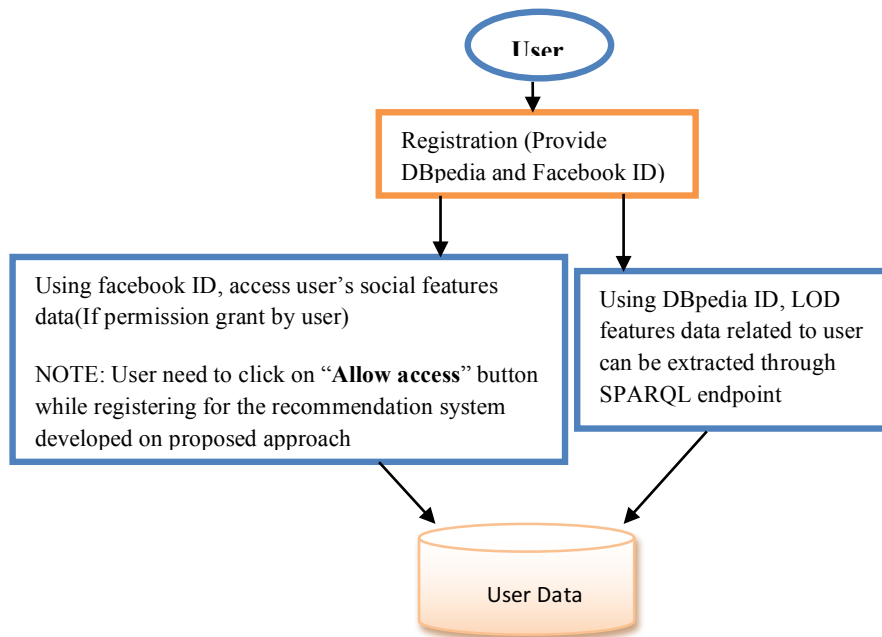 User
Registration (Provide
DBpedia and Facebook ID)
Using facebook ID, access user's social features
data(If permission grant by user)
NOTE: User need to click on “Allow access” button
while registering for the recommendation system
developed on proposed approach
Using DBpedia ID, LOD
features data related to user
can be extracted through
SPARQL endpoint
User Data